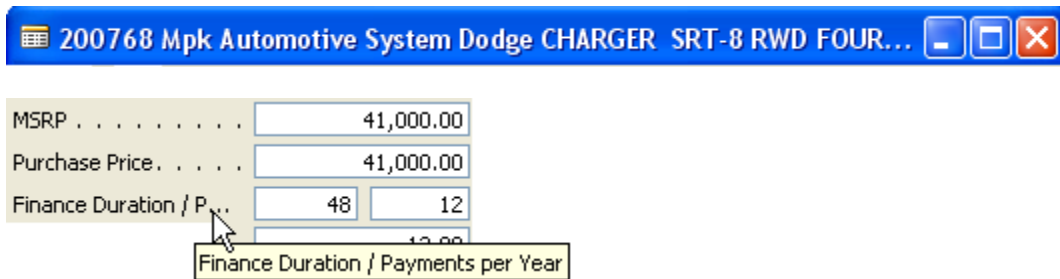 200768 Mpk Automotive System Dodge CHARGER SRT-8 RWD FOUR...
MSRP . . . . . . . . . 41,000.00
Purchase Price. . . . . 41,000.00
Finance Duration / P... 48 12
Finance Duration / Payments per Year